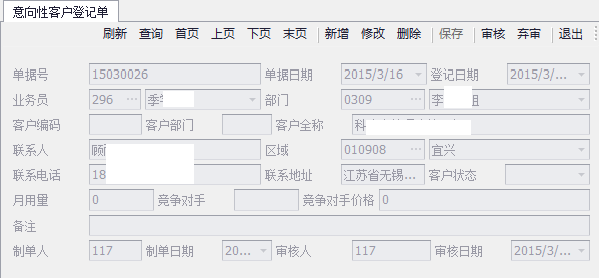 意向性客户登记单
刷新 查询 首页 上页 下页 末页 新增 修改 删除 保存 审核 弃审 退出
单据号 15030026 单据日期 2015/3/16 登记日期 2015/3/...
业务员 296 ... 季 部门 0309 李 组
客户编码 客户部门 客户全称 科
联系人 顾 区域 010908 ... 宜兴
联系电话 18 联系地址 江苏省无锡... 客户状态
月用量 0 竞争对手 竞争对手价格 0
备注
制单人 117 制单日期 20... 审核人 117 审核日期 2015/3/...